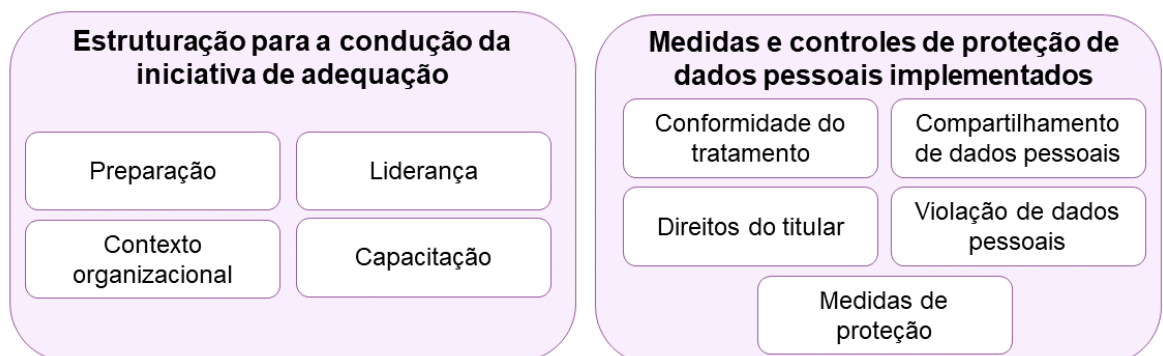 Estruturação para a condução da
iniciativa de adequação
Preparação
Liderança
Contexto
organizacional
Capacitação
Medidas e controles de proteção de
dados pessoais implementados
Conformidade do
tratamento
Compartilhamento
de dados pessoais
Direitos do titular
Violação de dados
pessoais
Medidas de
proteção